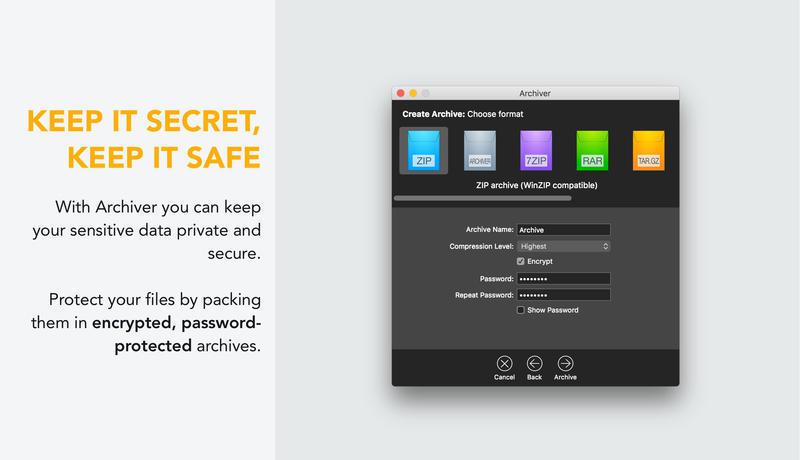 KEEP IT SECRET,
KEEP IT SAFE
With Archiver you can keep
your sensitive data private and
secure.
Protect your files by packing
them in encrypted, password-
protected archives.
Archiver
Create Archive: Choose format
ZIP
ARCHIVER
7ZIP
RAR
TAR.GZ
ZIP archive (WinZIP compatible)
Archive Name: Archive
Compression Level: Highest
Encrypt
Password: ••••••••
Repeat Password: ••••••••
Show Password
Cancel
Back
Archive